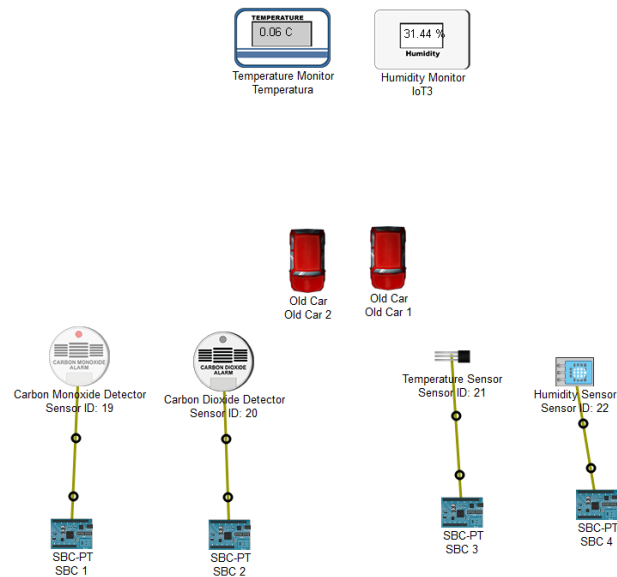 TEMPERATURE
0.06 C
Temperature Monitor
Temperatura
31.44 %
Humidity
Humidity Monitor
IoT3
Old Car
Old Car 2
Old Car
Old Car 1
CARBON MONOXIDE
ALARM
Carbon Monoxide Detector
Sensor ID: 19
CARBON DIOXIDE
ALARM
Carbon Dioxide Detector
Sensor ID: 20
Temperature Sensor
Sensor ID: 21
Humidity Sensor
Sensor ID: 22
SBC-PT
SBC 1
SBC-PT
SBC 2
SBC-PT
SBC 3
SBC-PT
SBC 4